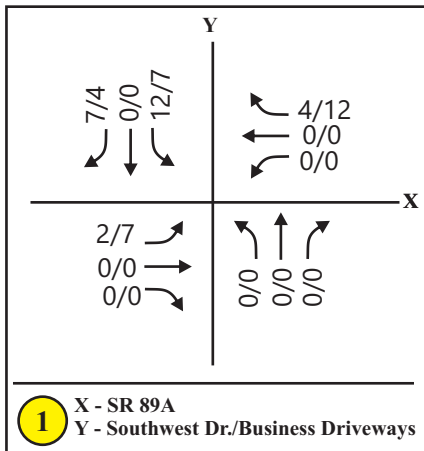 Y
7/4 0/0 12/7
4/12
0/0
0/0
X
2/7
0/0
0/0
0/0 0/0 0/0
1
X - SR 89A
Y - Southwest Dr./Business Driveways